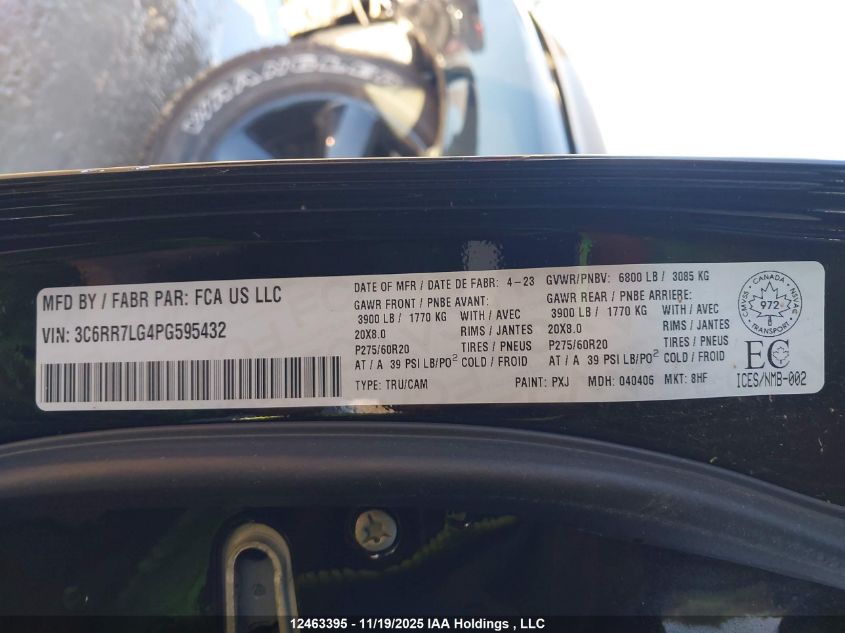 WRANGLER
MFD BY / FABR PAR: FCA US LLC
VIN: 3C6RR7LG4PG595432
DATE OF MFR / DATE DE FABR: 4-23
GAWR FRONT / PNBE AVANT:
3900 LB / 1770 KG WITH / AVEC
20X8.0 RIMS / JANTES
P275/60R20 TIRES / PNEUS
AT / A 39 PSI LB/PO² COLD / FROID
TYPE: TRU/CAM
GVWR/PNBV: 6800 LB / 3085 KG
GAWR REAR / PNBE ARRIERE:
3900 LB / 1770 KG WITH / AVEC
20X8.0 RIMS / JANTES
P275/60R20 TIRES / PNEUS
AT / A 39 PSI LB/PO² COLD / FROID
PAINT: PXJ MDH: 040406 MKT: 8HF
CANADA
972
TRANSPORT
EC
ICES/NMB-002
12463395 - 11/19/2025 IAA Holdings , LLC